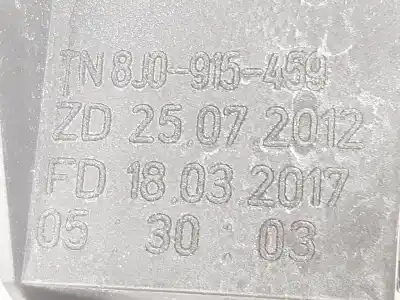 TN 8J0-915-459
ZD 25.07.2012
FD 18.03 2017
05 30 03